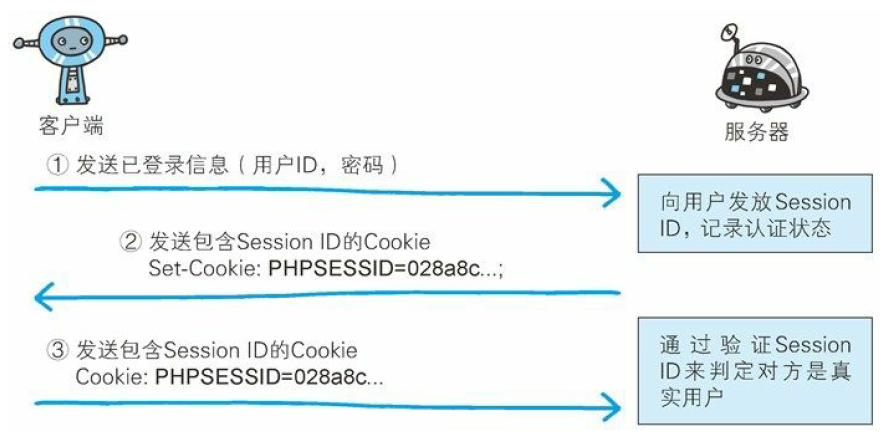 客户端
服务器
① 发送已登录信息（用户ID，密码）
向用户发放Session
ID，记录认证状态
② 发送包含Session ID的Cookie
Set-Cookie: PHPSESSID=028a8c...;
③ 发送包含Session ID的Cookie
Cookie: PHPSESSID=028a8c...
通过验证Session
ID来判定对方是真
实用户